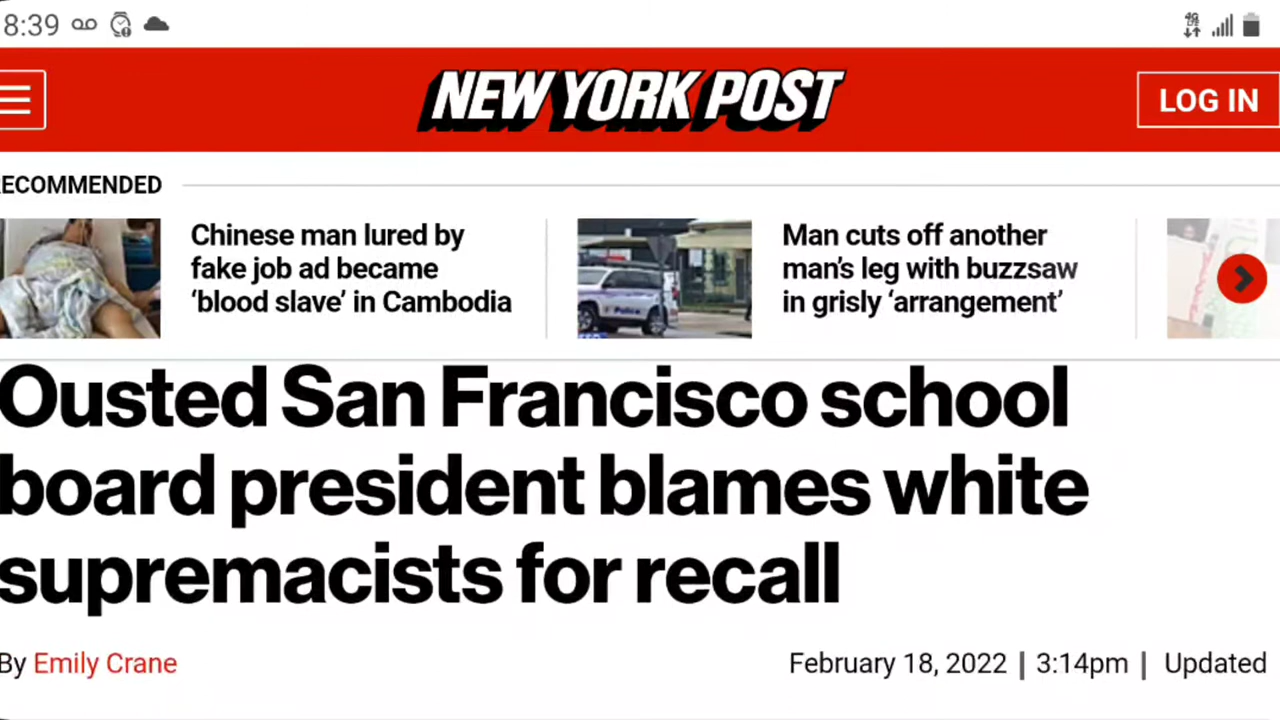 8:39
4G
NEW YORK POST
LOG IN
ECOMMENDED
Chinese man lured by
fake job ad became
‘blood slave’ in Cambodia
Police
Man cuts off another
man’s leg with buzzsaw
in grisly ‘arrangement’
Ousted San Francisco school
board president blames white
supremacists for recall
By Emily Crane
February 18, 2022 | 3:14pm | Updated